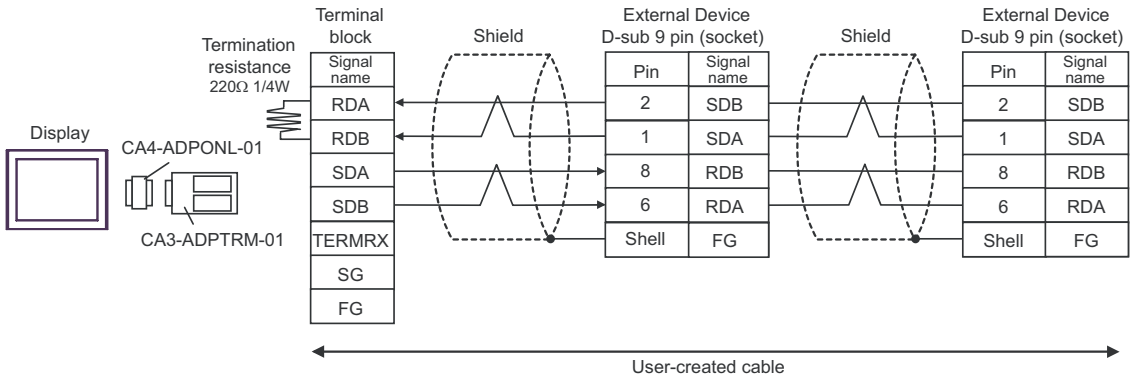 Display
CA4-ADPONL-01
CA3-ADPTRM-01
Termination
resistance
220Ω 1/4W
Terminal
block
Signal
name
RDA
RDB
SDA
SDB
TERMRX
SG
FG
Shield
External Device
D-sub 9 pin (socket)
Pin Signal
name
2 SDB
1 SDA
8 RDB
6 RDA
Shell FG
Shield
External Device
D-sub 9 pin (socket)
Pin Signal
name
2 SDB
1 SDA
8 RDB
6 RDA
Shell FG
User-created cable